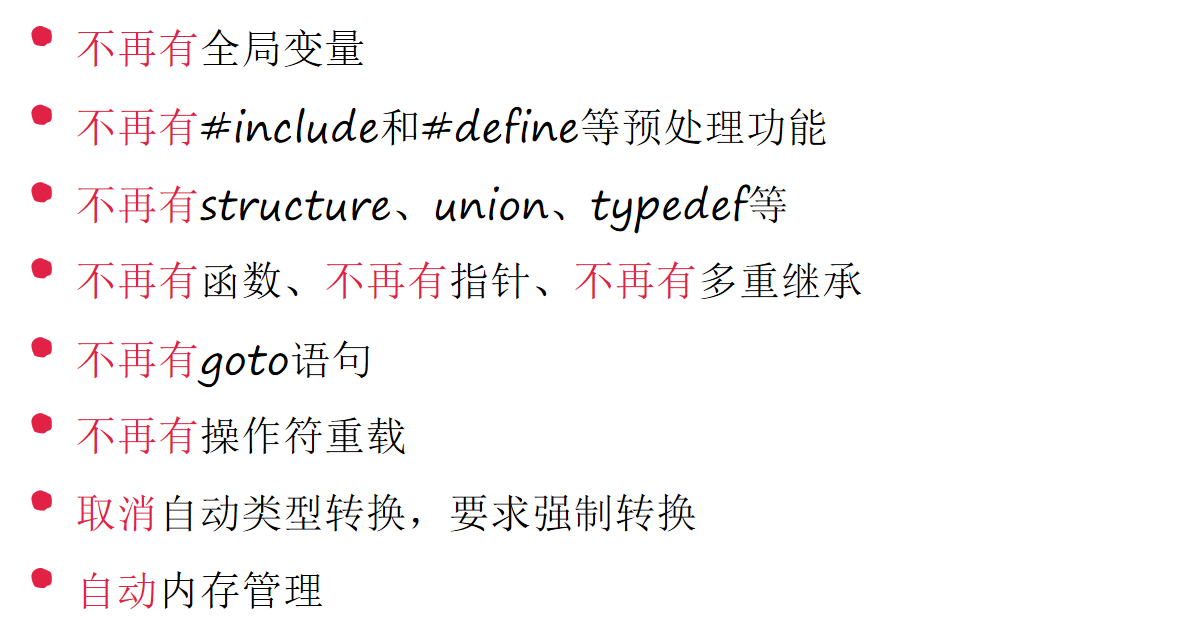 不再有全局变量
不再有#include和#define等预处理功能
不再有structure、union、typedef等
不再有函数、不再有指针、不再有多重继承
不再有goto语句
不再有操作符重载
取消自动类型转换，要求强制转换
自动内存管理